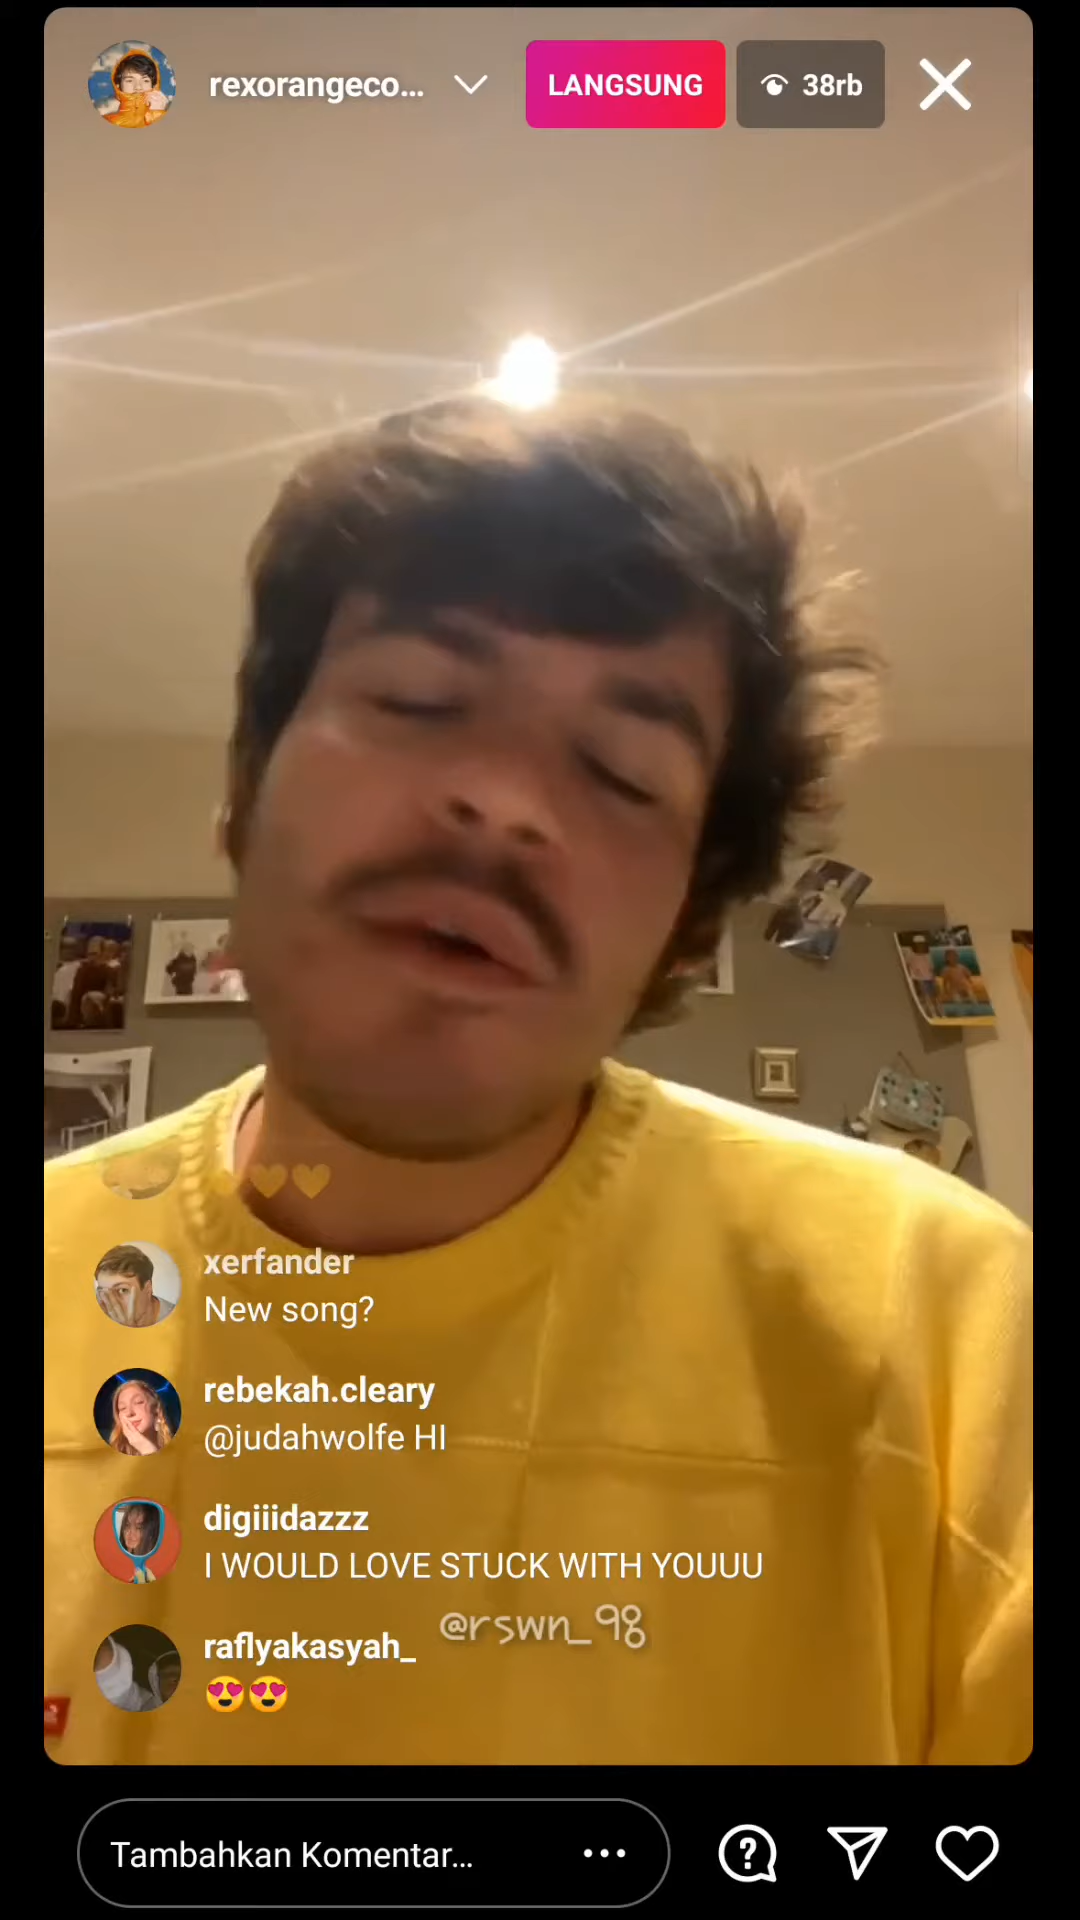 rexorangeco...
LANGSUNG
38rb
💛💛
xerfander
New song?
rebekah.cleary
@judahwolfe HI
digiiidazzz
I WOULD LOVE STUCK WITH YOUUU
@rswn_98
raflyakasyah_
😍😍
Tambahkan Komentar...